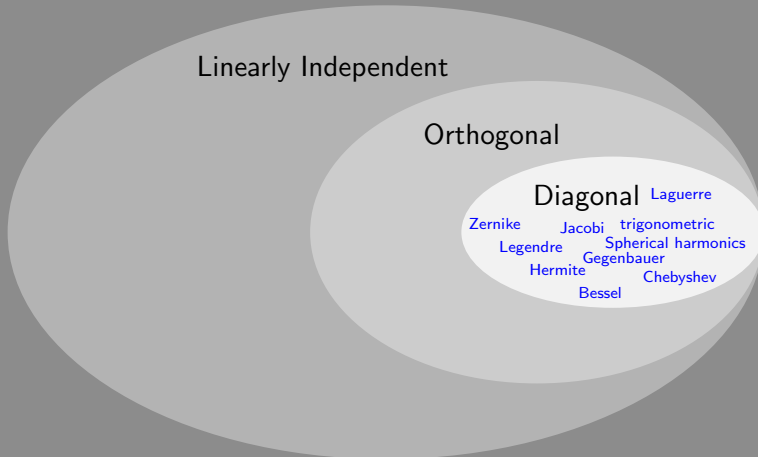 Linearly Independent
Orthogonal
Diagonal
Laguerre
Zernike
Jacobi
trigonometric
Legendre
Spherical harmonics
Gegenbauer
Hermite
Chebyshev
Bessel